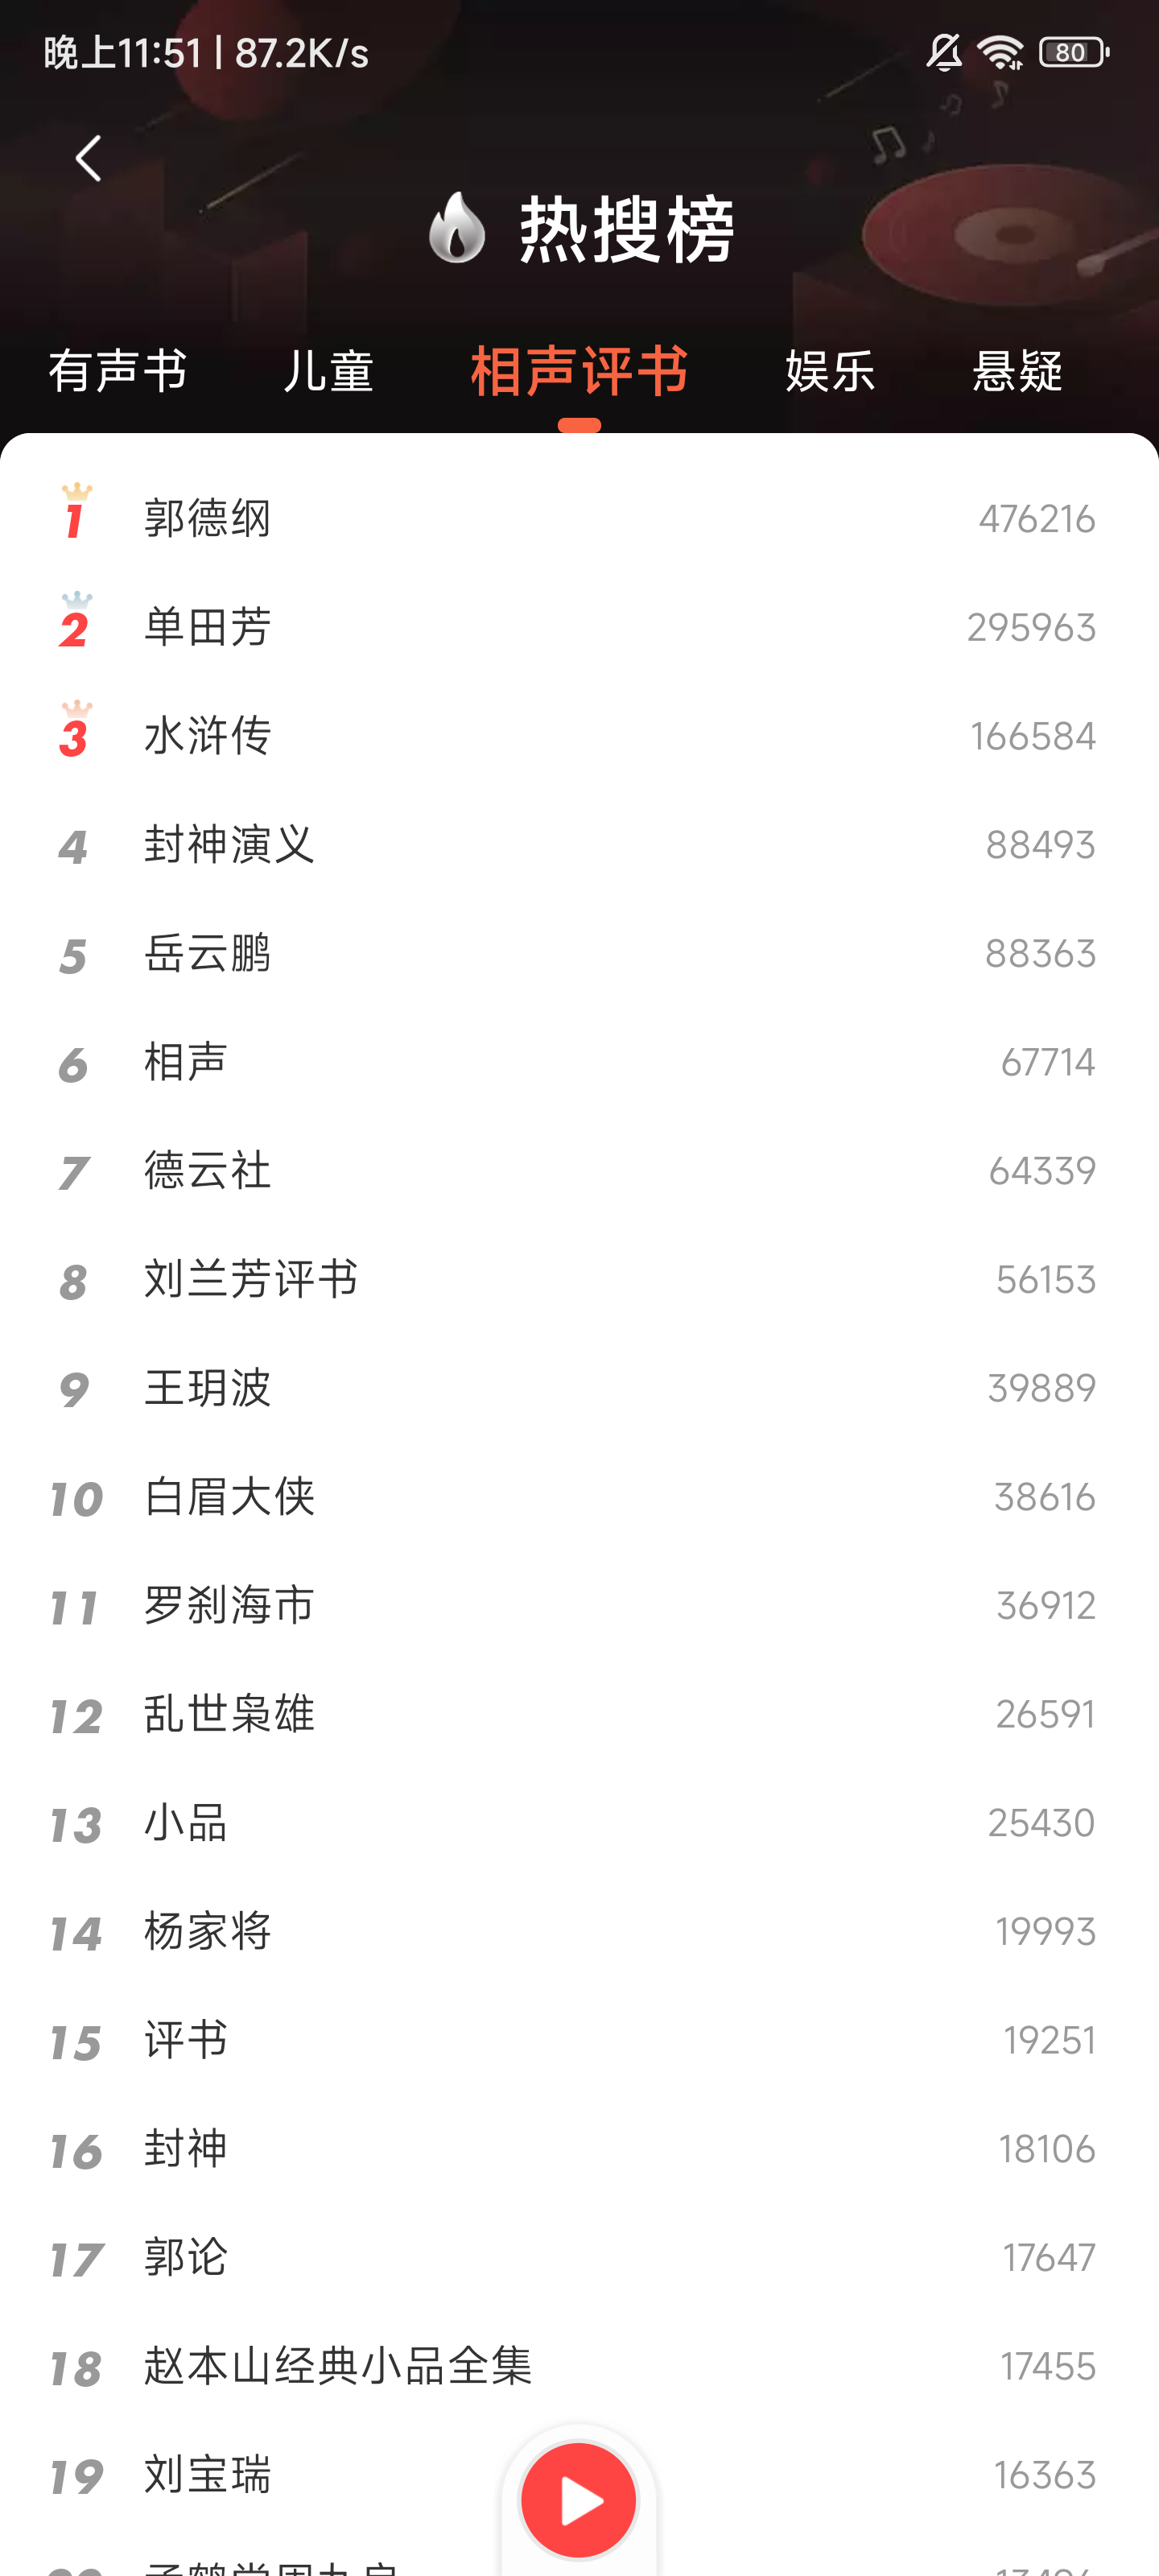 晚上11:51 | 87.2K/s
80
热搜榜
有声书 儿童 相声评书 娱乐 悬疑
1 郭德纲 476216
2 单田芳 295963
3 水浒传 166584
4 封神演义 88493
5 岳云鹏 88363
6 相声 67714
7 德云社 64339
8 刘兰芳评书 56153
9 王玥波 39889
10 白眉大侠 38616
11 罗刹海市 36912
12 乱世枭雄 26591
13 小品 25430
14 杨家将 19993
15 评书 19251
16 封神 18106
17 郭论 17647
18 赵本山经典小品全集 17455
19 刘宝瑞 16363